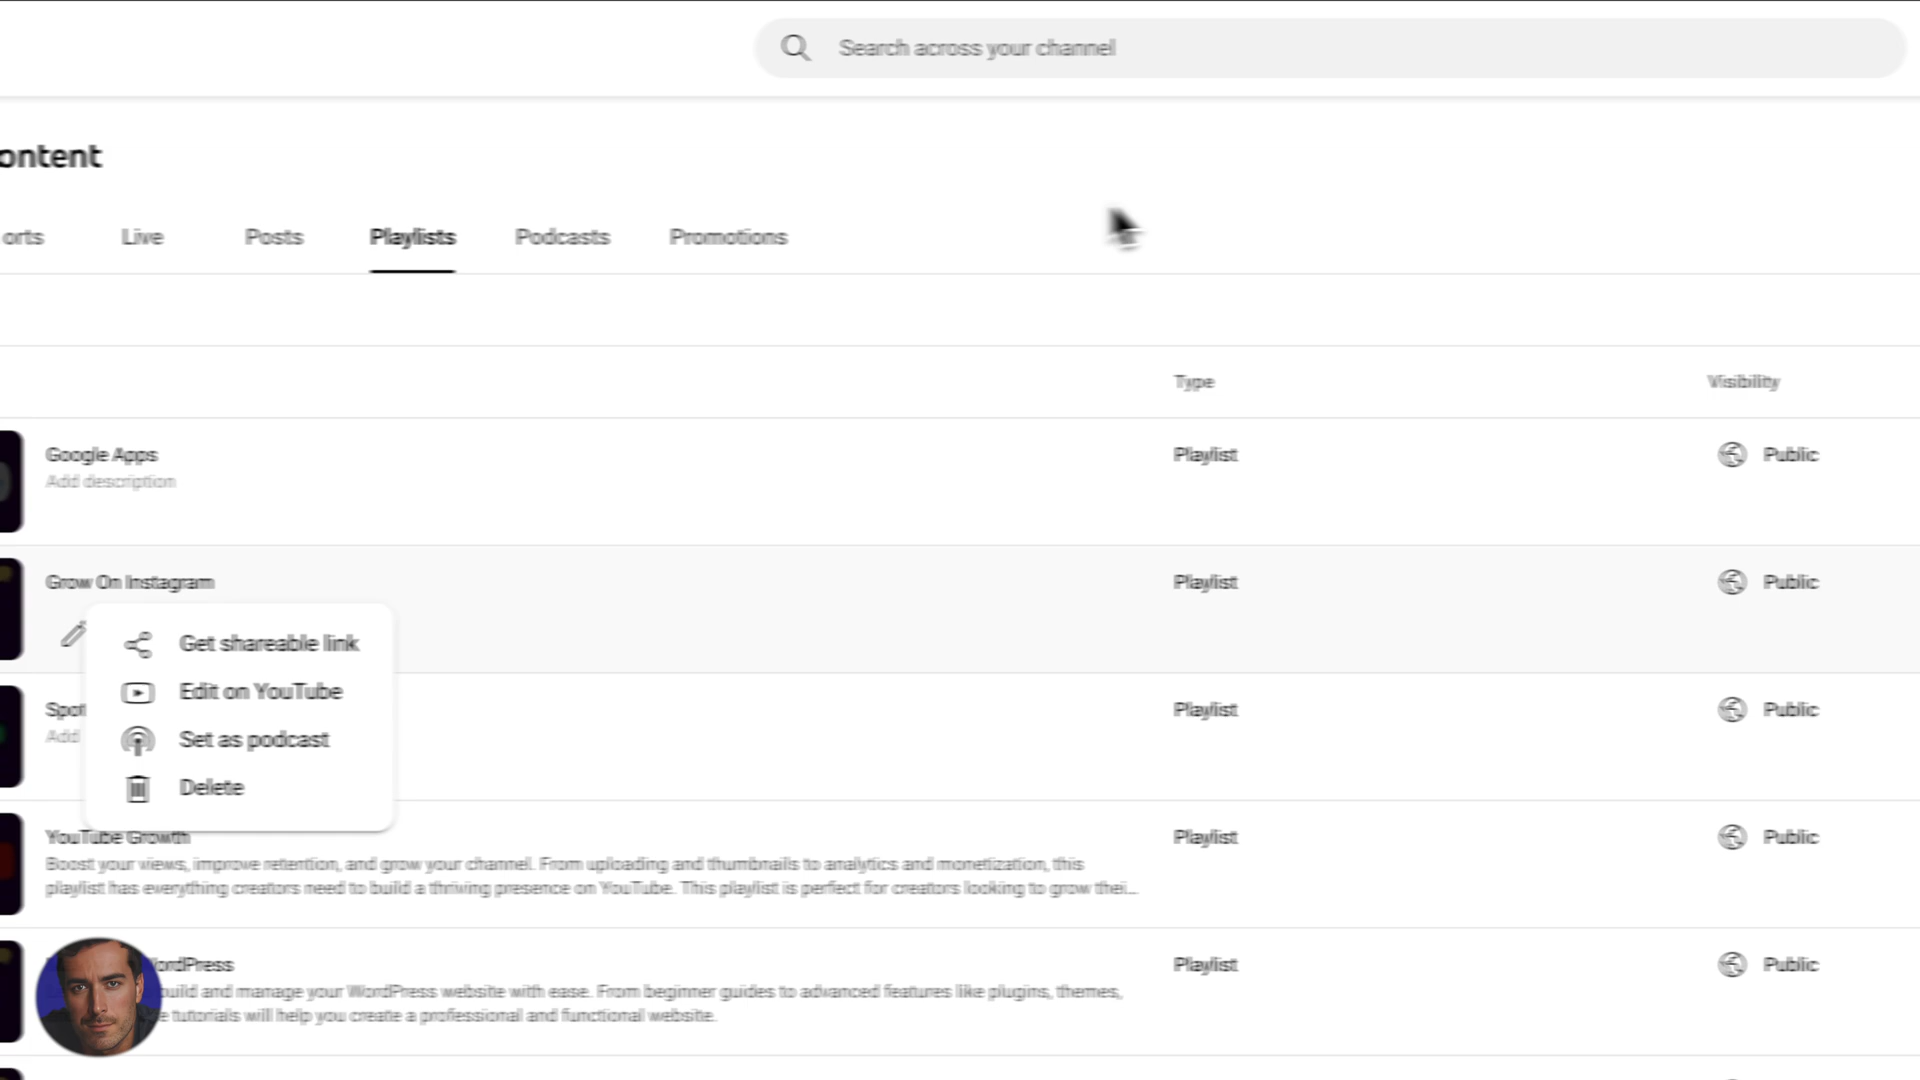 Search across your channel
ontent
orts Live Posts Playlists Podcasts Promotions
Type Visibility
Google Apps Playlist Public
Add description
Grow On Instagram Playlist Public
Get shareable link
Edit on YouTube
Spot Playlist Public
Add
Set as podcast
Delete
YouTube Growth Playlist Public
Boost your views, improve retention, and grow your channel. From uploading and thumbnails to analytics and monetization, this
playlist has everything creators need to build a thriving presence on YouTube. This playlist is perfect for creators looking to grow thei...
WordPress Playlist Public
build and manage your WordPress website with ease. From beginner guides to advanced features like plugins, themes,
e tutorials will help you create a professional and functional website.